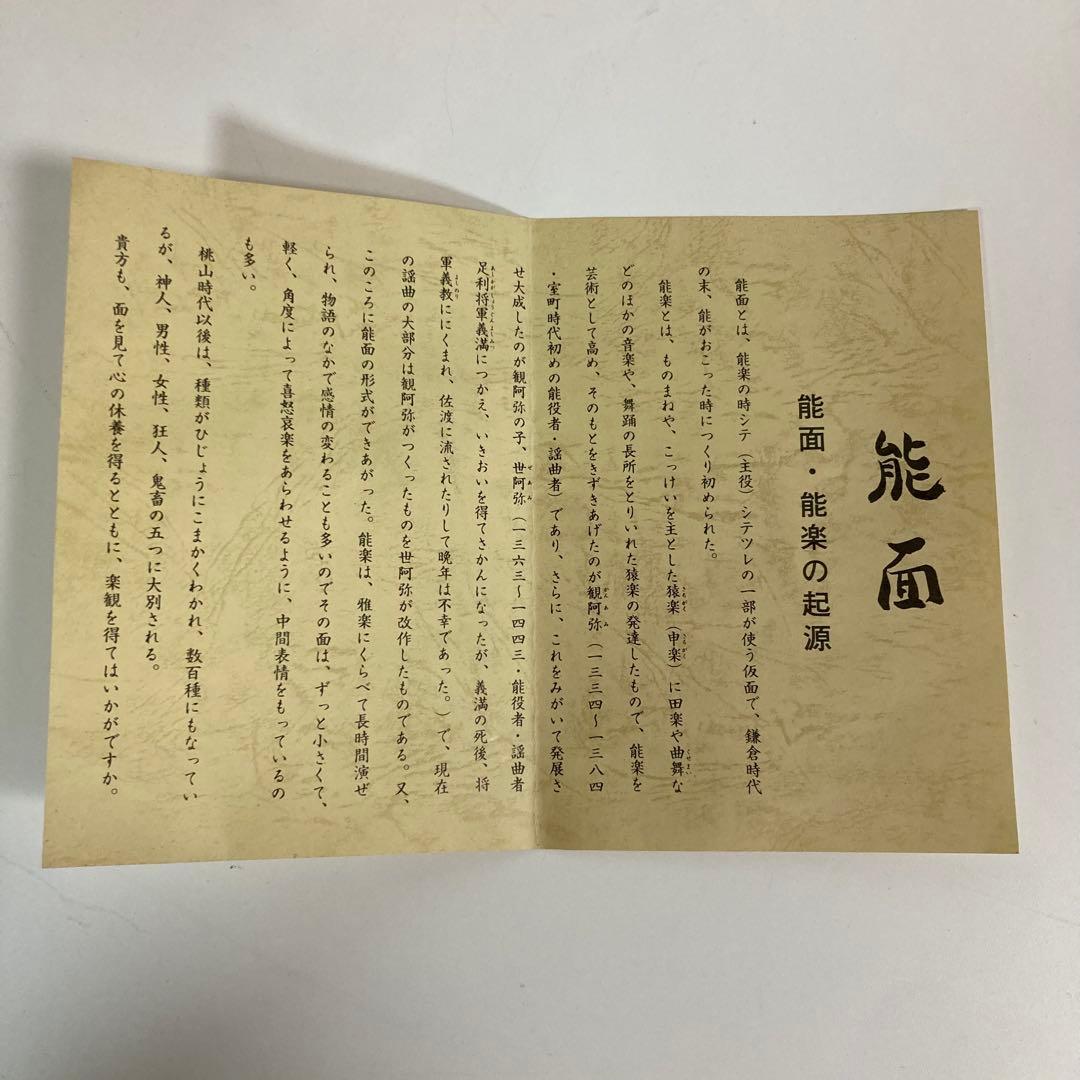 能面
能面・能楽の起源
能面とは、能楽の時シテ（主役）シテツレの一部が使う仮面で、鎌倉時代
の末、能がおこった時につくり初められた。
能楽とは、ものまねや、こっけいを主とした猿楽（申楽）に田楽や曲舞な
どのほかの音楽や、舞踊の長所をとりいれた猿楽の発達したもので、能楽を
芸術として高め、そのもとをきずきあげたのが観阿弥（一三三四〜一三八四
・室町時代初めの能役者・謡曲者）であり、さらに、これをみがいて発展さ
せ大成したのが観阿弥の子、世阿弥（一三六三〜一四四三・能役者・謡曲者
足利将軍義満につかえ、いきおいを得てさかんになったが、義満の死後、将
軍義教ににくまれ、佐渡に流されたりして晩年は不幸であった。）で、現在
の謡曲の大部分は観阿弥がつくったものを世阿弥が改作したものである。又、
このころに能面の形式ができあがった。能楽は、雅楽にくらべて長時間演ぜ
られ、物語のなかで感情の変わることも多いのでその面は、ずっと小さくて、
軽く、角度によって喜怒哀楽をあらわせるように、中間表情をもっているの
も多い。
桃山時代以後は、種類がひじょうにこまかくわかれ、数百種にもなってい
るが、神人、男性、女性、狂人、鬼畜の五つに大別される。
貴方も、面を見て心の休養を得るとともに、楽観を得てはいかがですか。